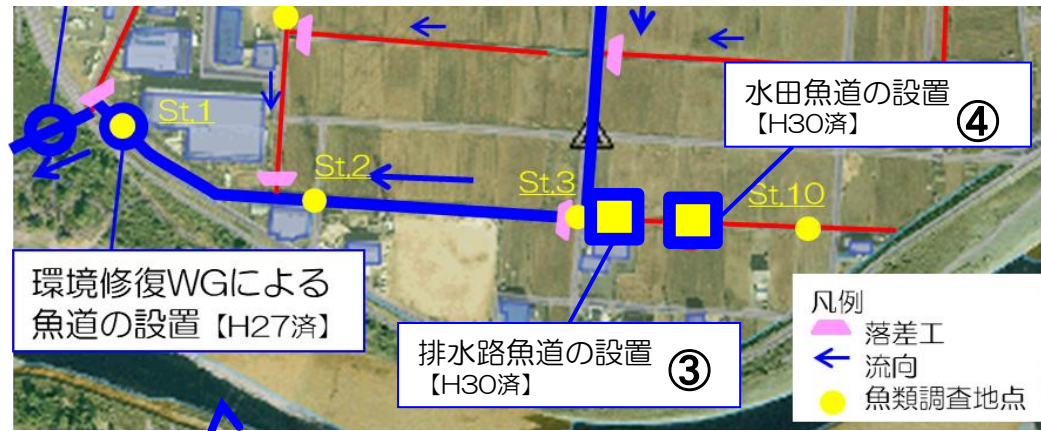 水田魚道の設置
【H30済】
④
St.1
St.2
St.3
St.10
環境修復WGによる
魚道の設置【H27済】
排水路魚道の設置
【H30済】
③
凡例
落差工
流向
魚類調査地点